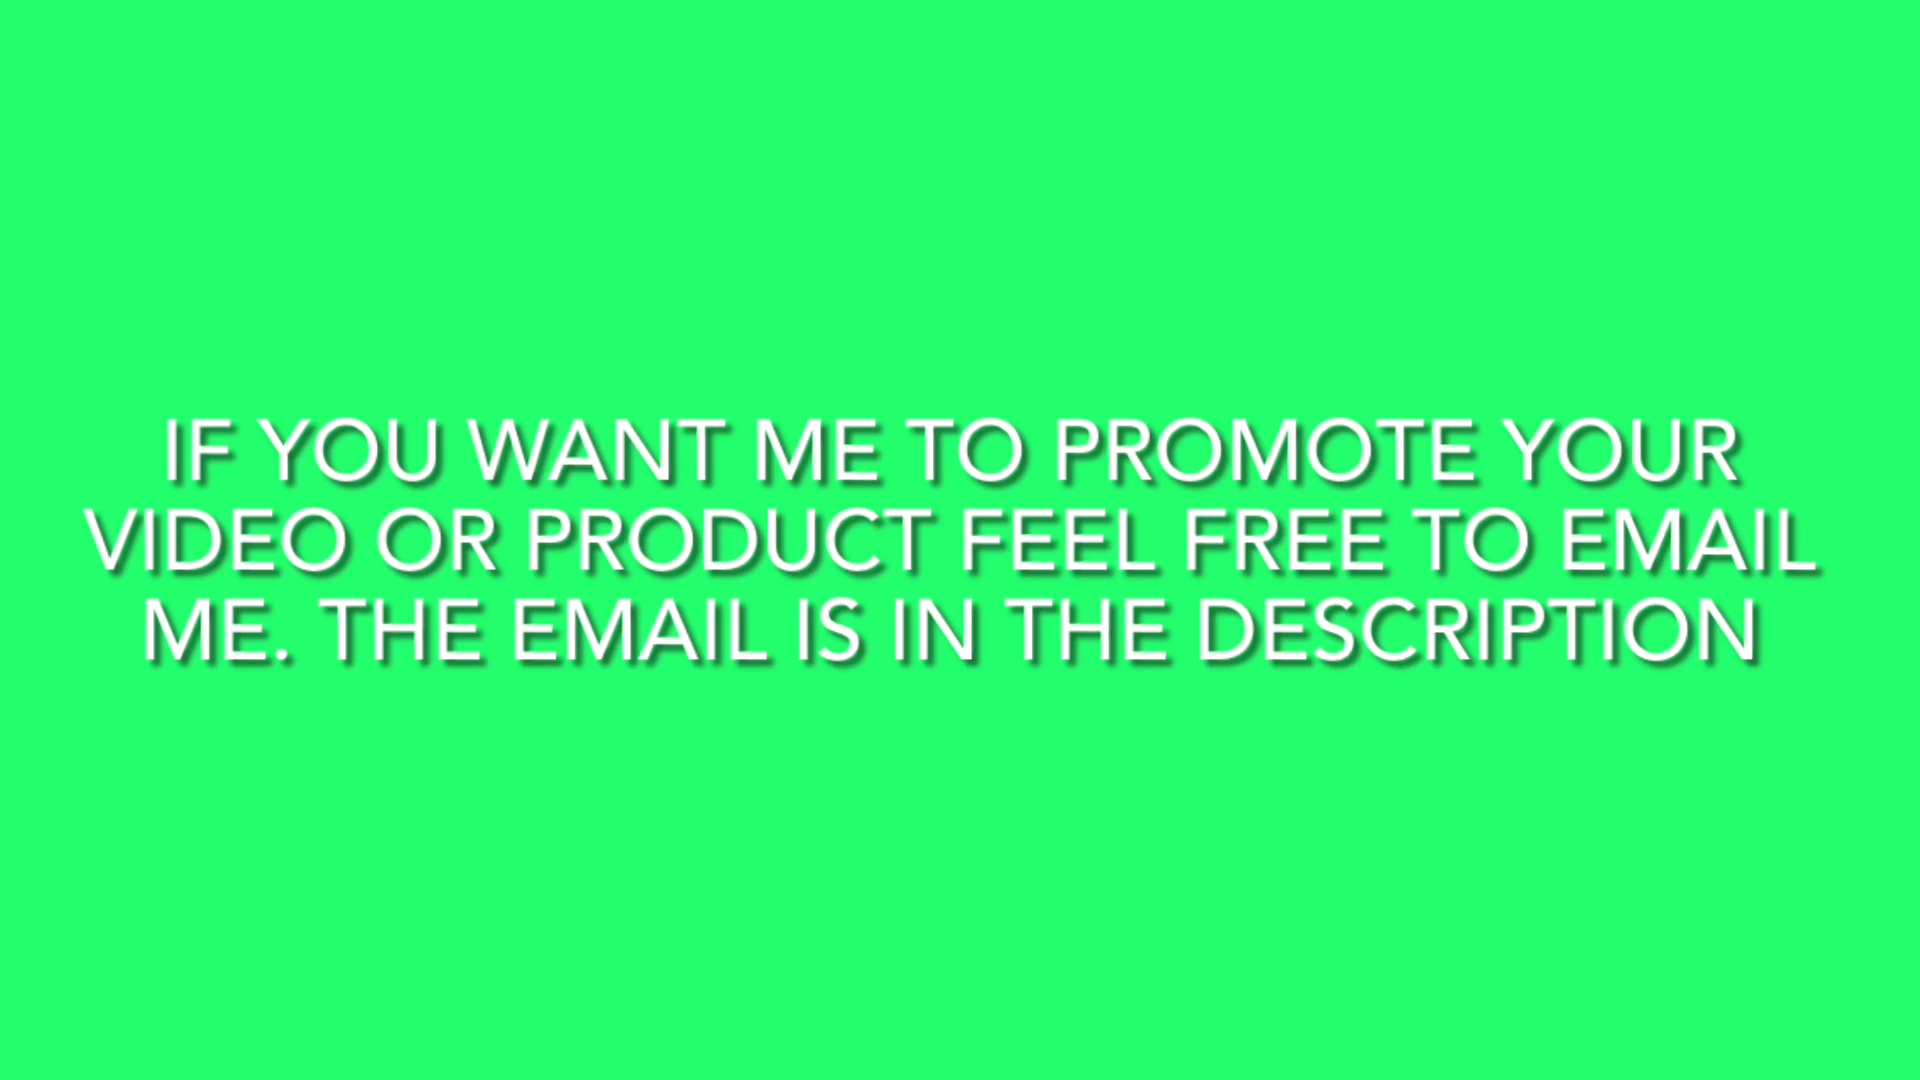 IF YOU WANT ME TO PROMOTE YOUR
VIDEO OR PRODUCT FEEL FREE TO EMAIL
ME. THE EMAIL IS IN THE DESCRIPTION